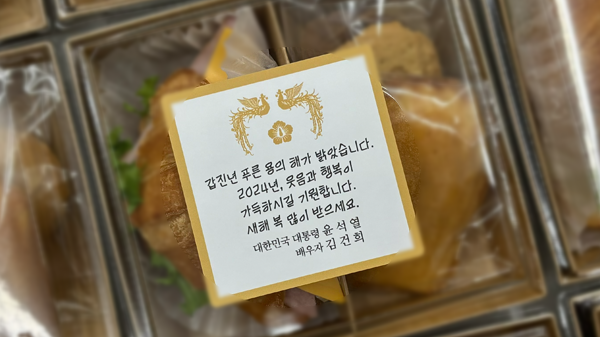 갑진년 푸른 용의 해가 밝았습니다.
2024년, 웃음과 행복이
가득하시길 기원합니다.
새해 복 많이 받으세요.
대한민국 대통령 윤 석 열
배우자 김 건 희